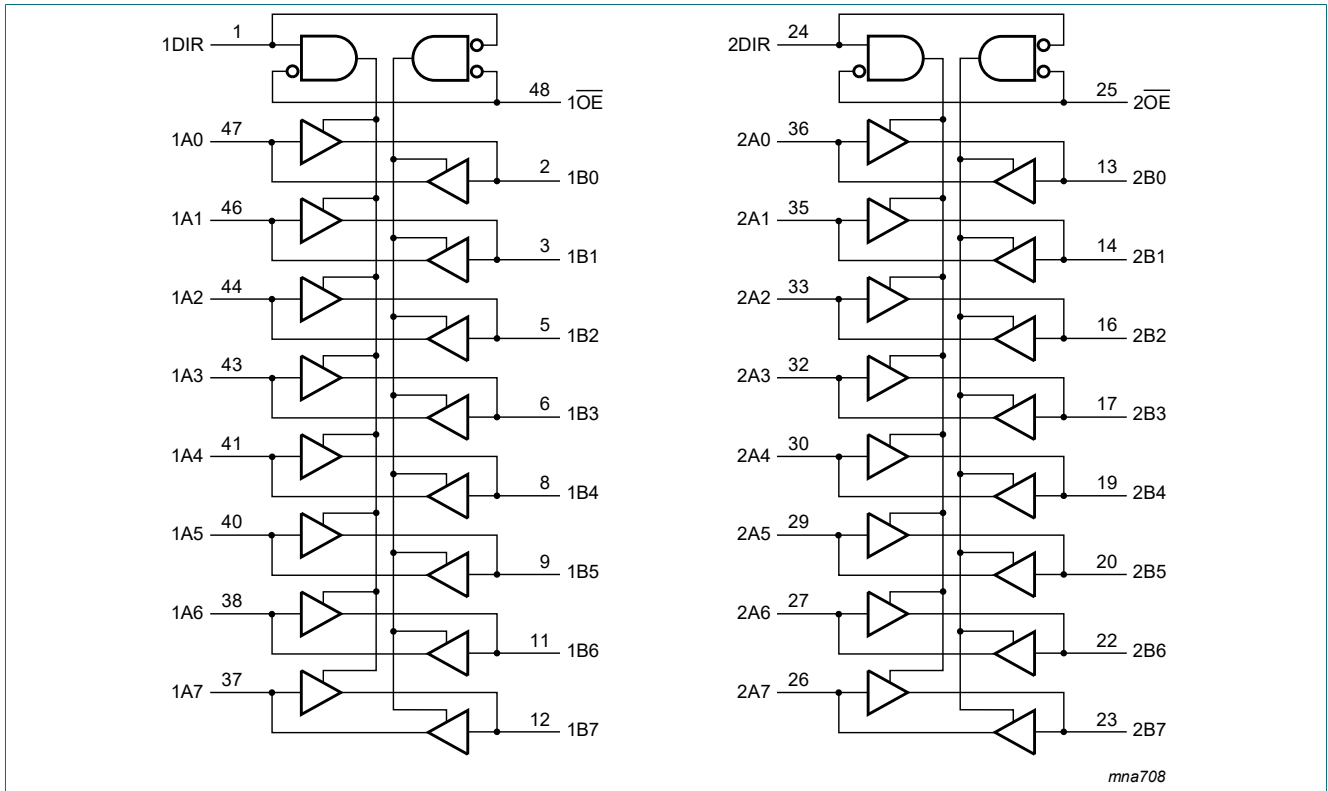 1DIR 1 2DIR 24
48 1O̅E̅ 25 2O̅E̅
1A0 47 2A0 36
2 1B0 13 2B0
1A1 46 2A1 35
3 1B1 14 2B1
1A2 44 2A2 33
5 1B2 16 2B2
1A3 43 2A3 32
6 1B3 17 2B3
1A4 41 2A4 30
8 1B4 19 2B4
1A5 40 2A5 29
9 1B5 20 2B5
1A6 38 2A6 27
11 1B6 22 2B6
1A7 37 2A7 26
12 1B7 23 2B7
mna708